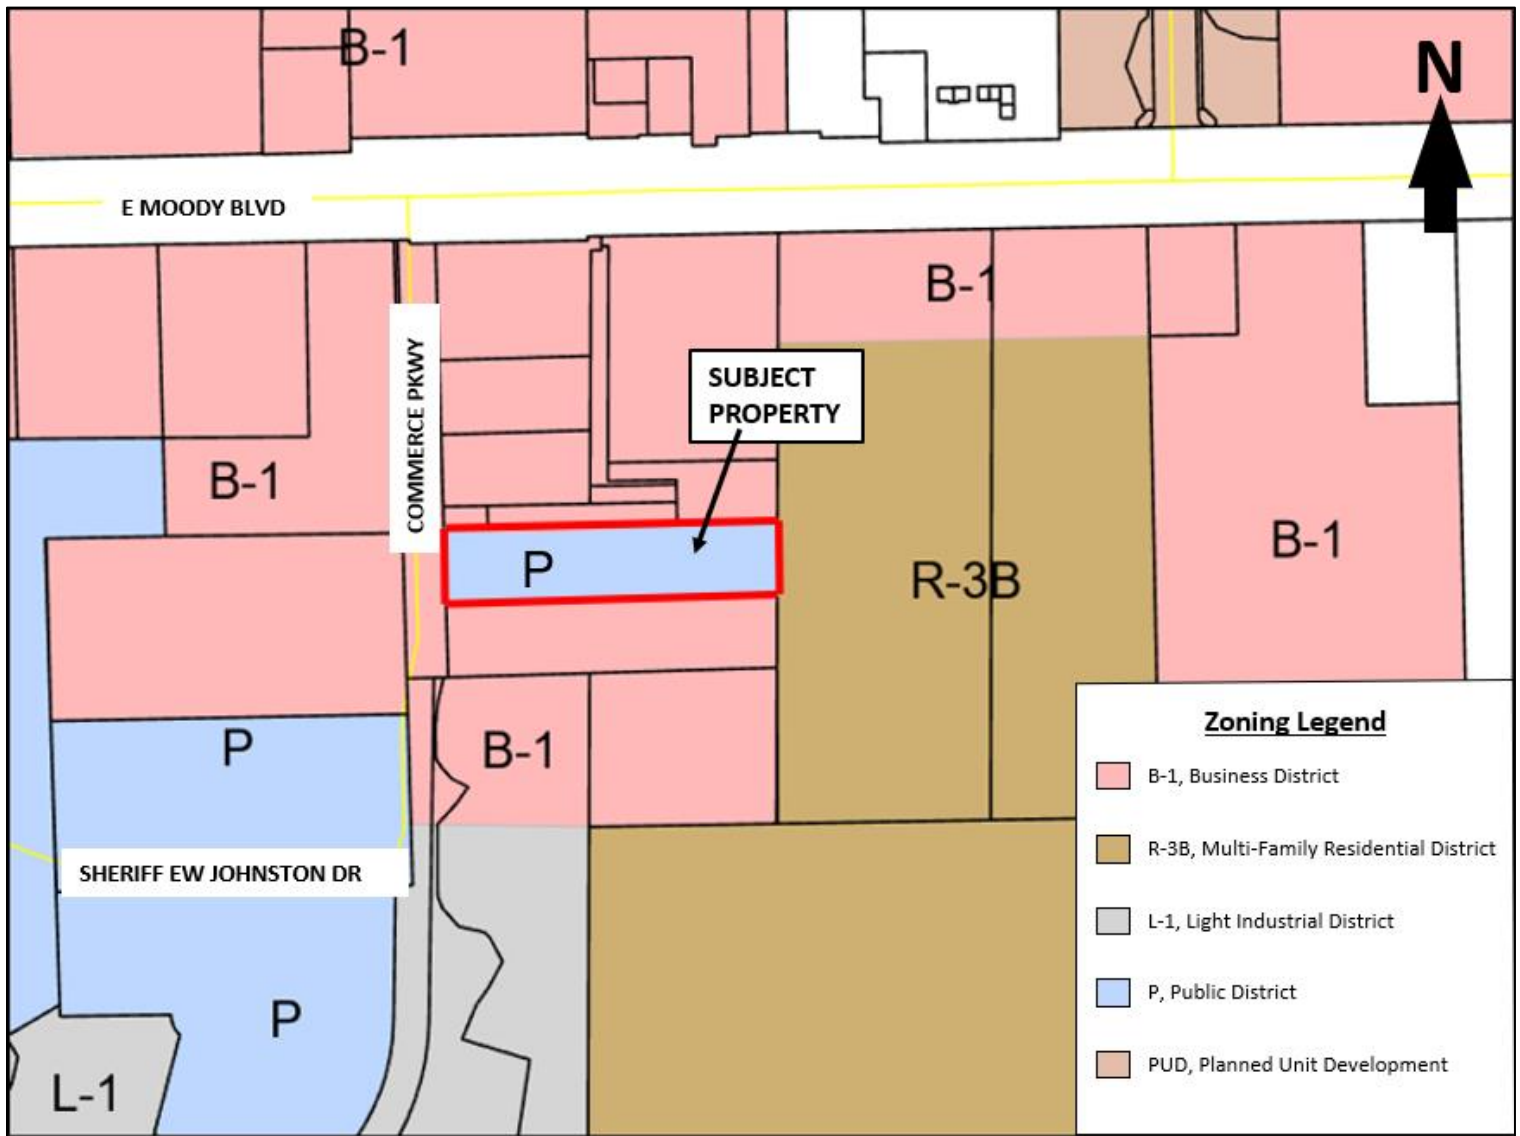 B-1
N
E MOODY BLVD
B-1
COMMERCE PKWY
SUBJECT
PROPERTY
B-1
P
R-3B
B-1
P
B-1
SHERIFF EW JOHNSTON DR
P
L-1
Zoning Legend
B-1, Business District
R-3B, Multi-Family Residential District
L-1, Light Industrial District
P, Public District
PUD, Planned Unit Development